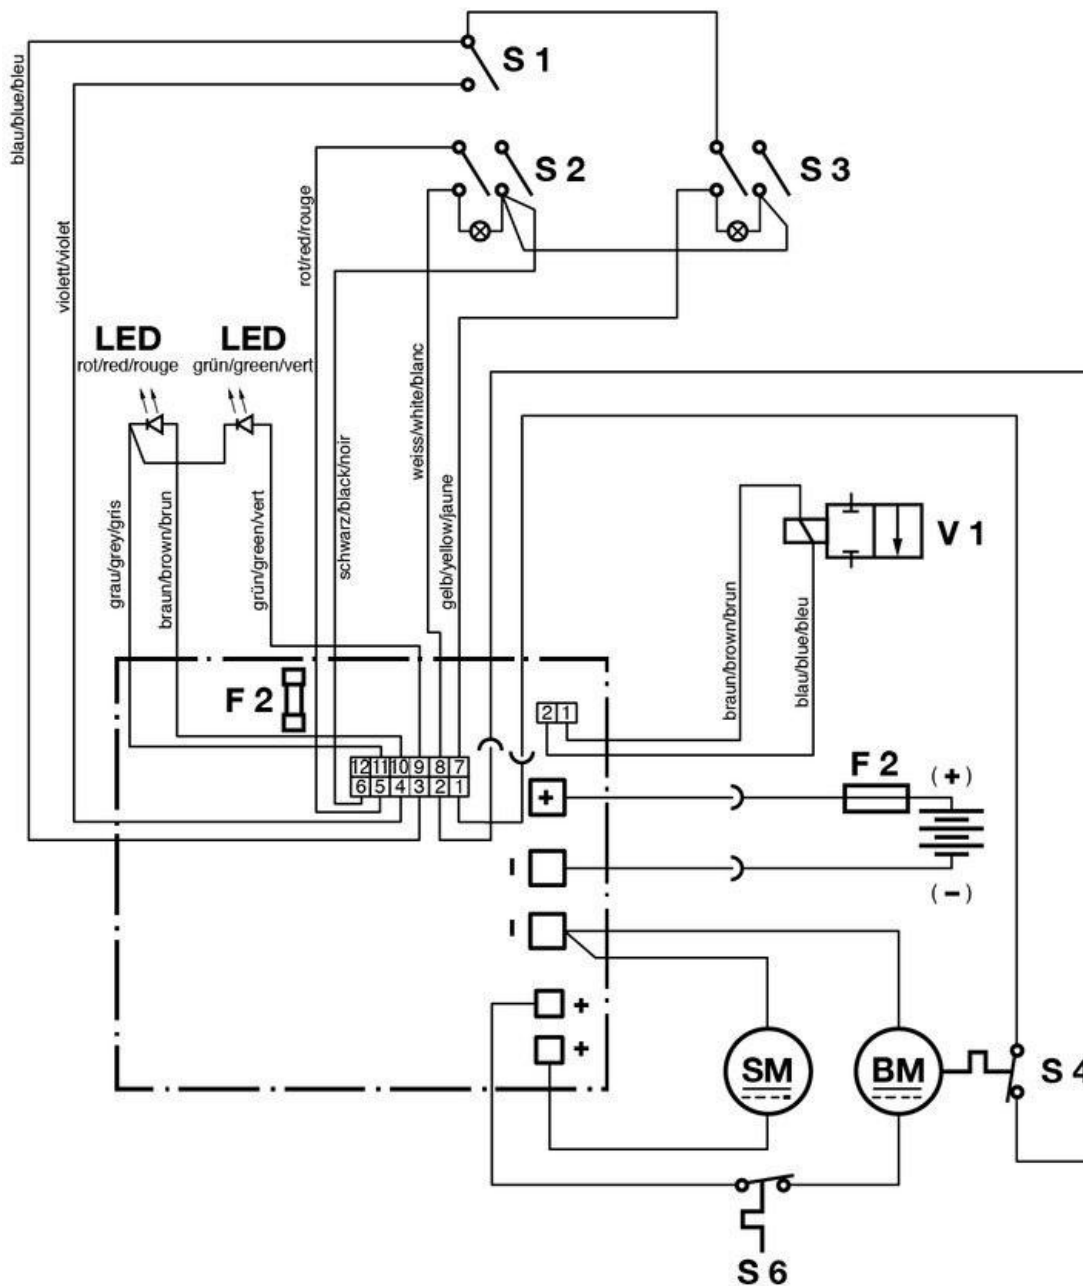 S 1
blau/blue/bleu
S 2
S 3
violett/violet
rot/red/rouge
LED
rot/red/rouge
LED
grün/green/vert
weiss/white/blanc
schwarz/black/noir
gelb/yellow/jaune
grau/grey/gris
braun/brown/brun
grün/green/vert
V 1
braun/brown/brun
blau/blue/bleu
F 2
2 1
12 11 10 9 8 7
6 5 4 3 2 1
+
F 2
(+)
–
(–)
–
+
+
SM
BM
S 4
S 6